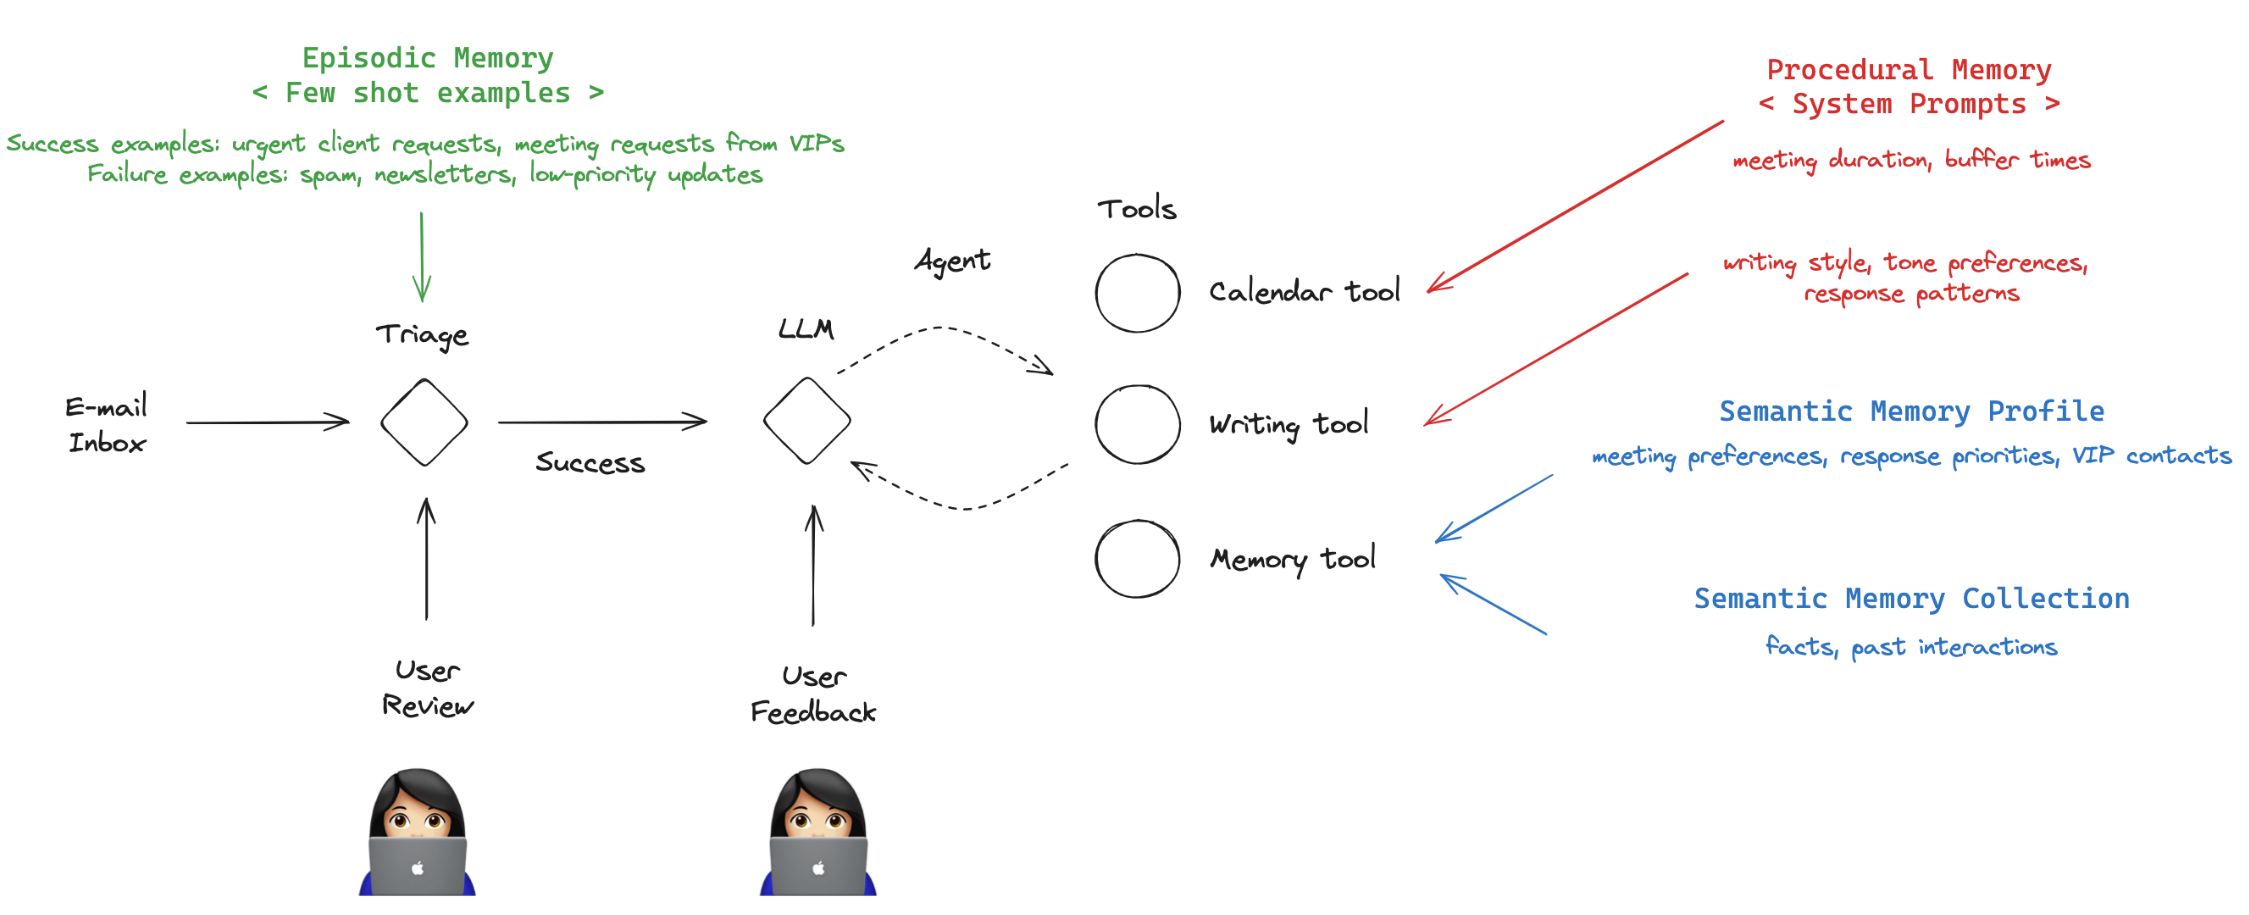 Episodic Memory
< Few shot examples >
Success examples: urgent client requests, meeting requests from VIPs
Failure examples: spam, newsletters, low-priority updates
Triage
E-mail
Inbox
Success
User
Review
LLM
User
Feedback
Agent
Tools
Calendar tool
Writing tool
Memory tool
Procedural Memory
< System Prompts >
meeting duration, buffer times
writing style, tone preferences,
response patterns
Semantic Memory Profile
meeting preferences, response priorities, VIP contacts
Semantic Memory Collection
facts, past interactions